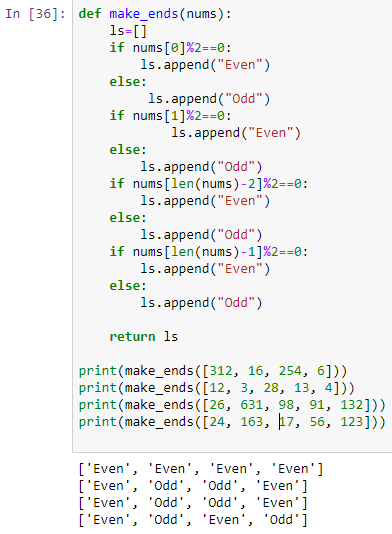 In [36]: def make_ends(nums):
    ls=[]
    if nums[0]%2==0:
        ls.append("Even")
    else:
         ls.append("Odd")
    if nums[1]%2==0:
            ls.append("Even")
    else:
        ls.append("Odd")
    if nums[len(nums)-2]%2==0:
        ls.append("Even")
    else:
        ls.append("Odd")
    if nums[len(nums)-1]%2==0:
        ls.append("Even")
    else:
        ls.append("Odd")
    return ls
print(make_ends([312, 16, 254, 6]))
print(make_ends([12, 3, 28, 13, 4]))
print(make_ends([26, 631, 98, 91, 132]))
print(make_ends([24, 163, 17, 56, 123]))
['Even', 'Even', 'Even', 'Even']
['Even', 'Odd', 'Odd', 'Even']
['Even', 'Odd', 'Odd', 'Even']
['Even', 'Odd', 'Even', 'Odd']